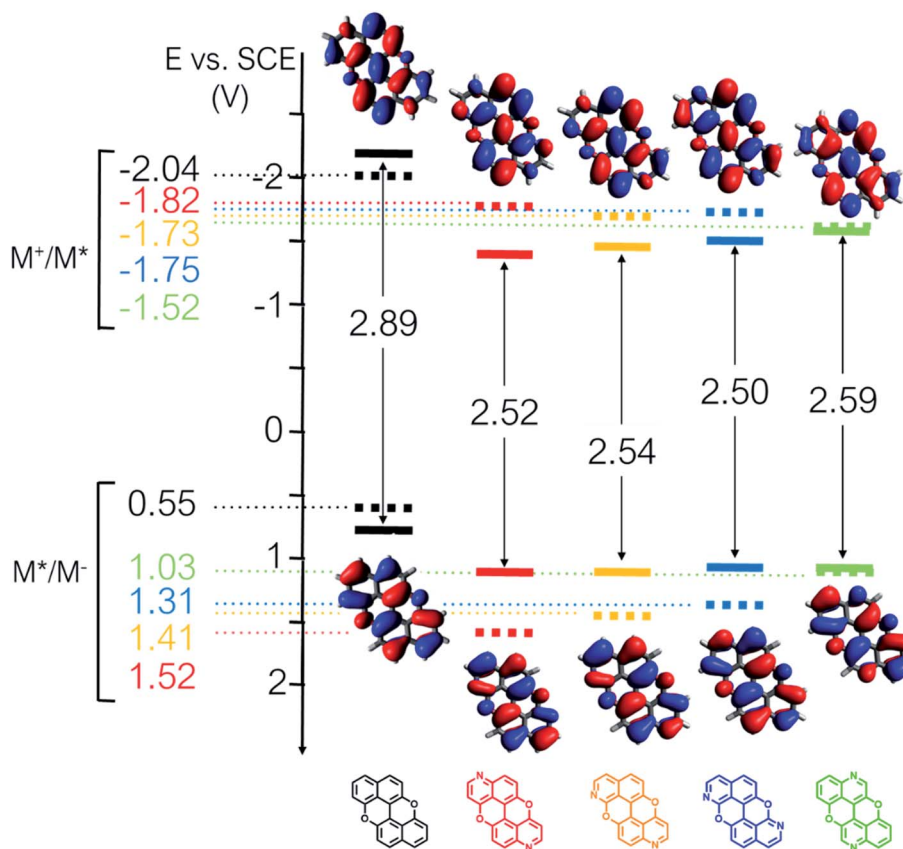 E vs. SCE
(V)
-2.04
-1.82
-1.73
-1.75
-1.52
M⁺/M*
-2
-1
0
1
2
2.89
2.52
2.54
2.50
2.59
0.55
1.03
1.31
1.41
1.52
M*/M⁻
O
O
N
O
O
N
N
O
O
N
N
O
O
N
N
O
O
N